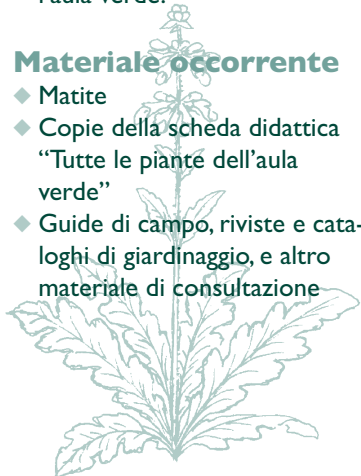 l'aula verde.
Materiale occorrente
◆ Matite
◆ Copie della scheda didattica
“Tutte le piante dell’aula
verde”
◆ Guide di campo, riviste e cata-
loghi di giardinaggio, e altro
materiale di consultazione